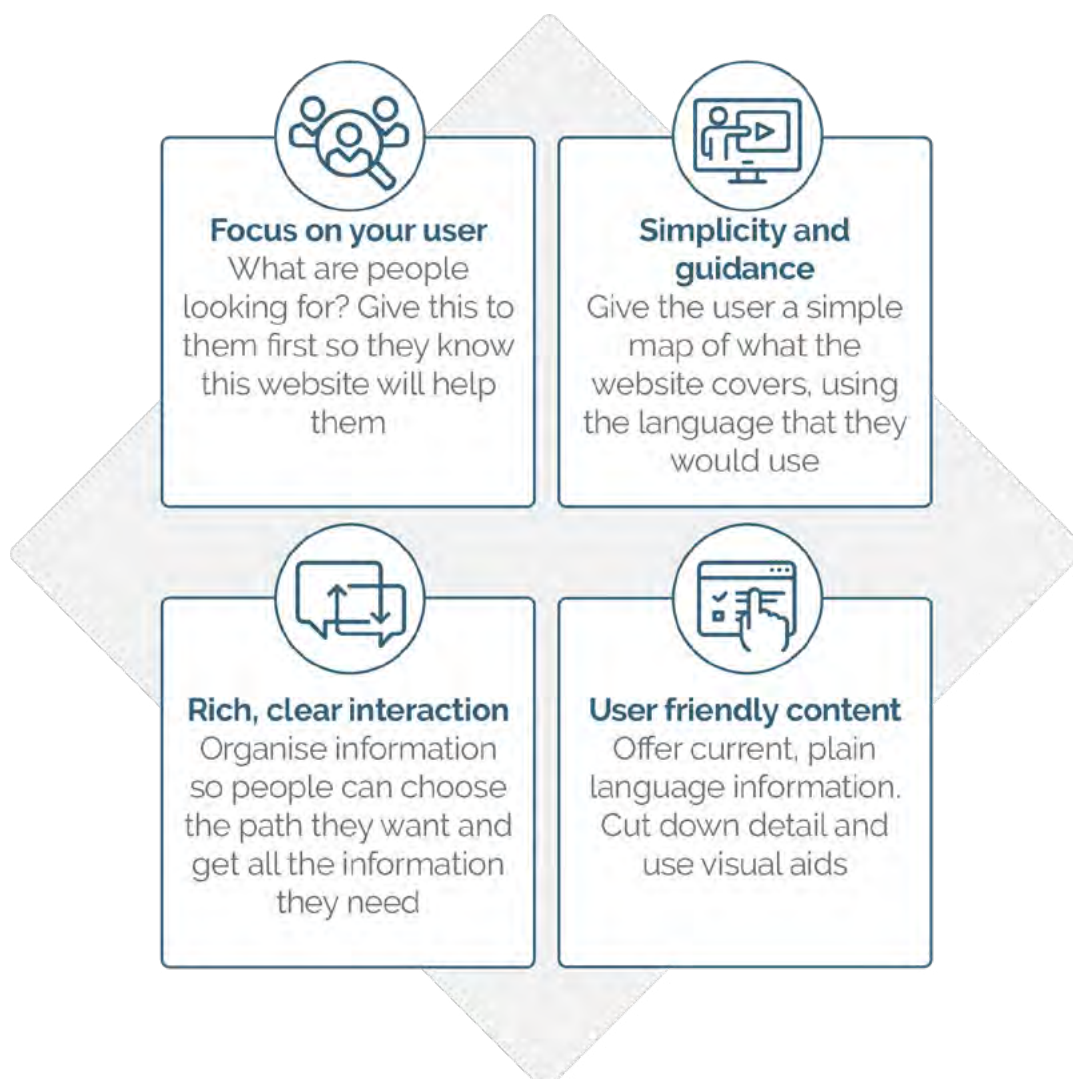 Focus on your user
What are people
looking for? Give this to
them first so they know
this website will help
them
Simplicity and
guidance
Give the user a simple
map of what the
website covers, using
the language that they
would use
Rich, clear interaction
Organise information
so people can choose
the path they want and
get all the information
they need
User friendly content
Offer current, plain
language information.
Cut down detail and
use visual aids